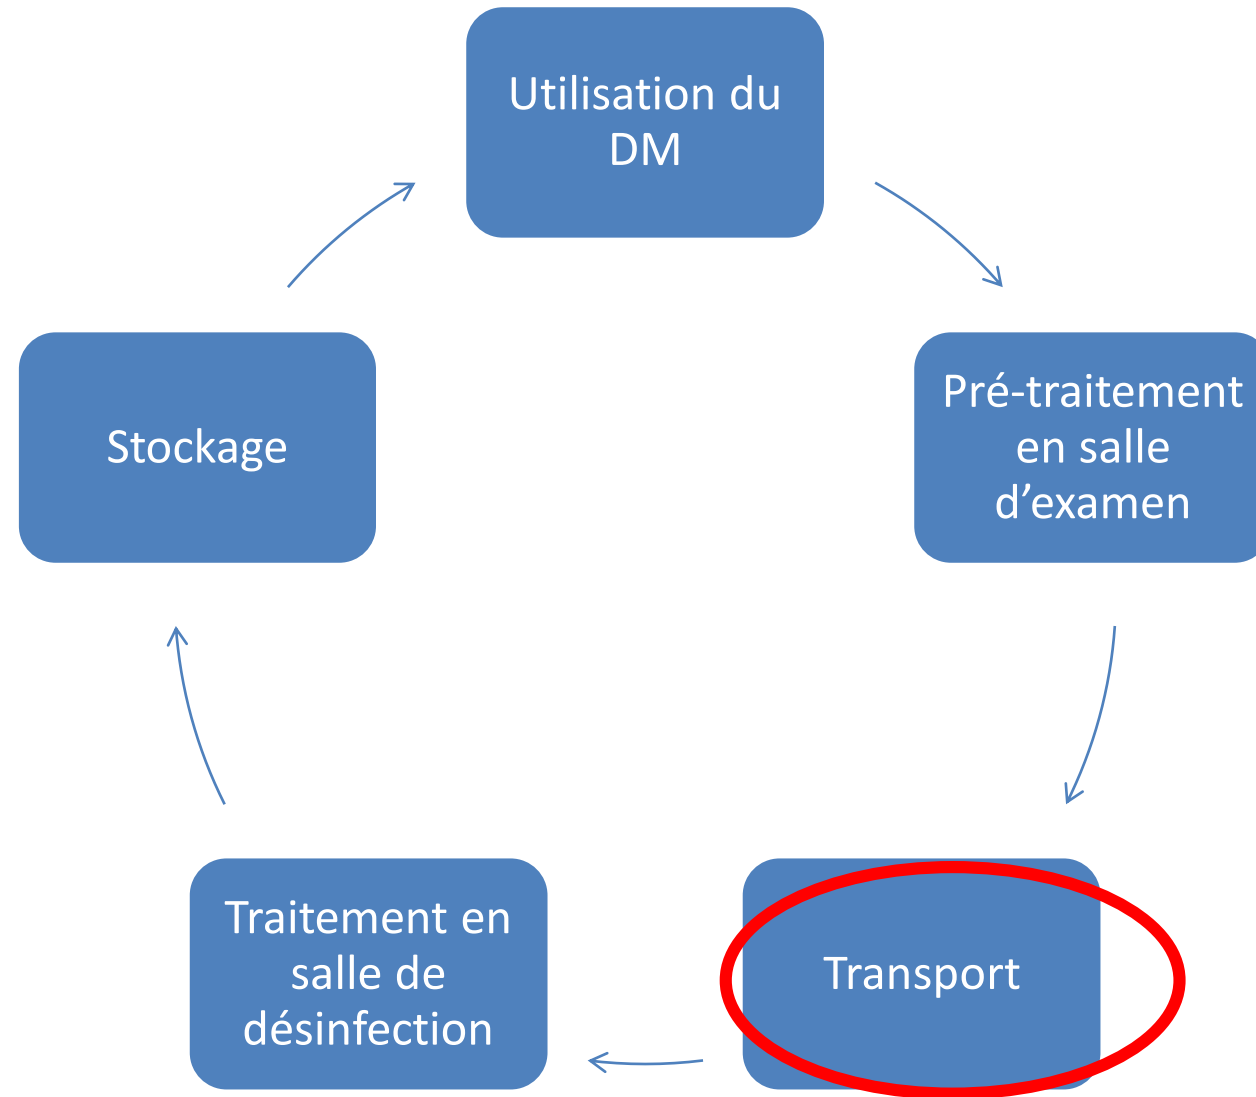 Utilisation du
DM
Pré-traitement
en salle
d’examen
Transport
Traitement en
salle de
désinfection
Stockage